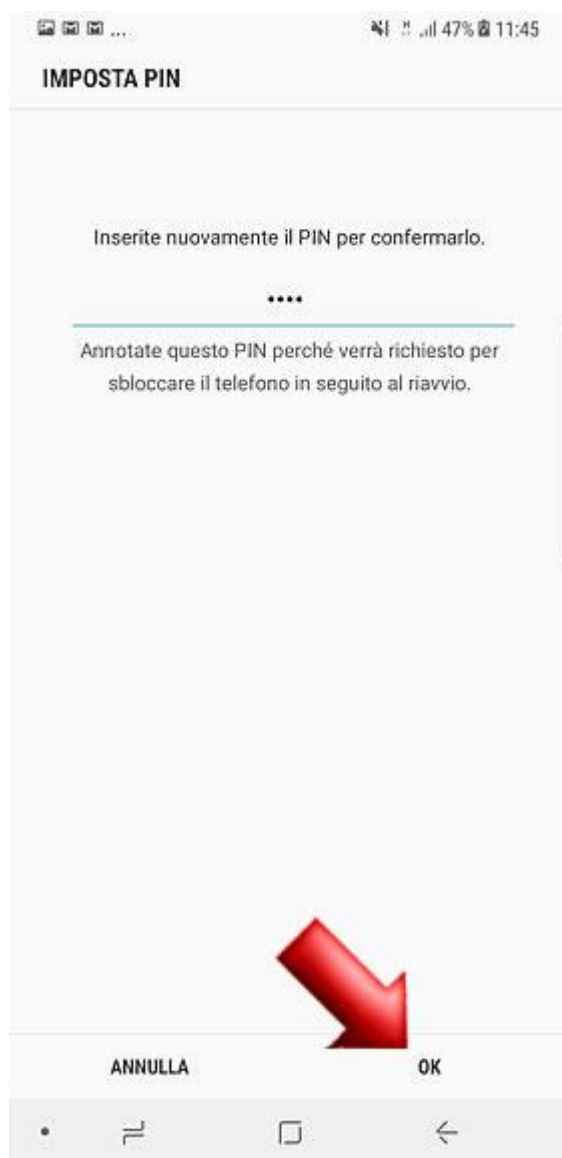 ... 47% 11:45
IMPOSTA PIN
Inserite nuovamente il PIN per confermarlo.
••••
Annotate questo PIN perché verrà richiesto per
sbloccare il telefono in seguito al riavvio.
ANNULLA OK